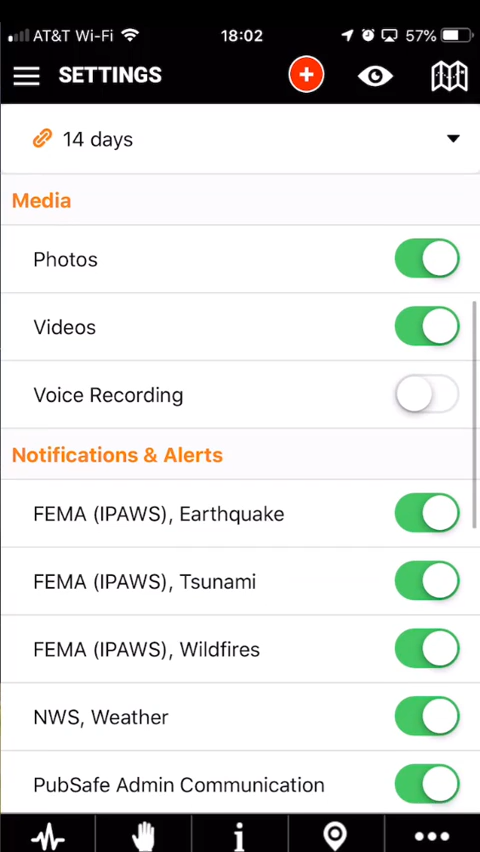 AT&T Wi-Fi 18:02 57%
SETTINGS
14 days
Media
Photos
Videos
Voice Recording
Notifications & Alerts
FEMA (IPAWS), Earthquake
FEMA (IPAWS), Tsunami
FEMA (IPAWS), Wildfires
NWS, Weather
PubSafe Admin Communication